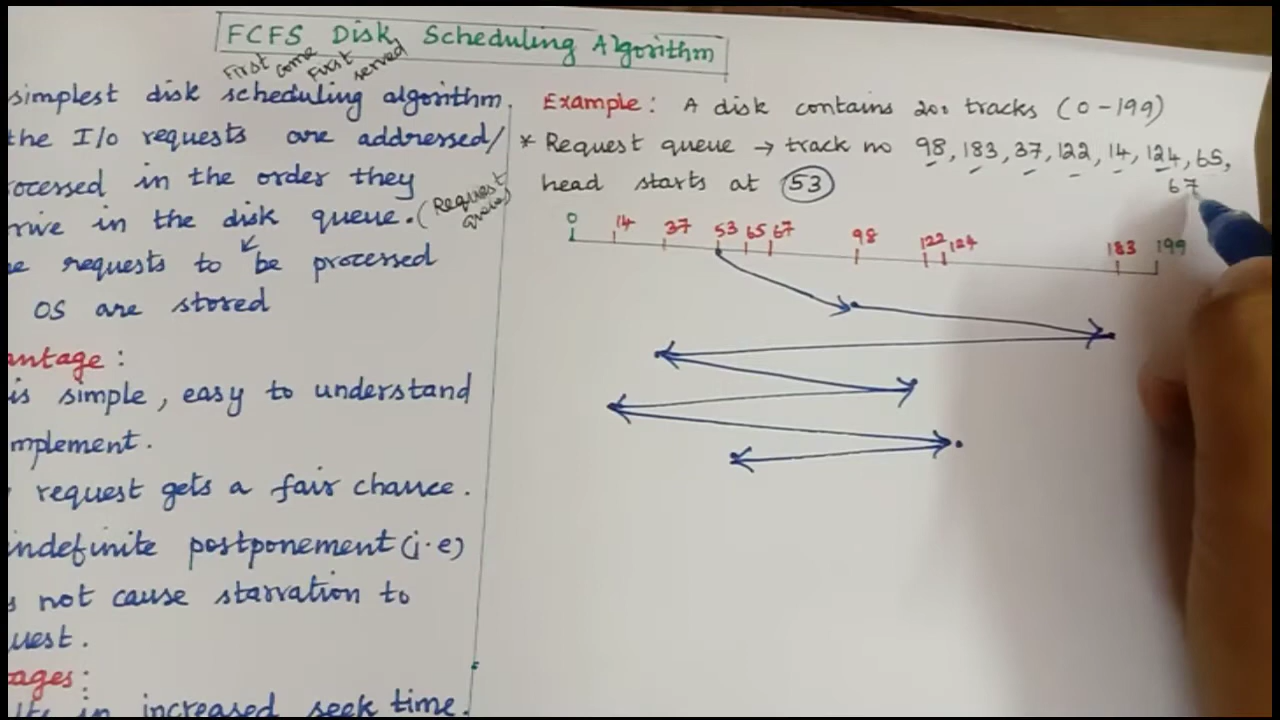 FCFS Disk Scheduling Algorithm
First come First served
simplest disk scheduling algorithm.
the I/o requests are addressed/
ocessed in the order they
rive in the disk queue. (Request queue)
e requests to be processed
OS are stored
antage :
is simple, easy to understand
mplement.
request gets a fair chance.
indefinite postponement (i.e)
s not cause starvation to
uest.
ages:
lts in increased seek time.
Example : A disk contains 200 tracks (0-199)
* Request queue → track no 98, 183, 37, 122, 14, 124, 65,
67
head starts at 53
0 14 37 53 65 67 98 122 124 183 199